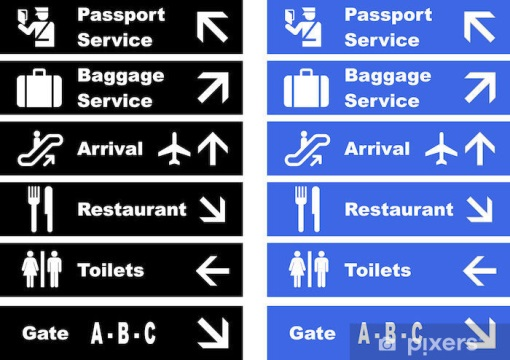 Passport
Service
Baggage
Service
Arrival
Restaurant
Toilets
Gate A-B-C
Passport
Service
Baggage
Service
Arrival
Restaurant
Toilets
Gate A-B-C
pixers